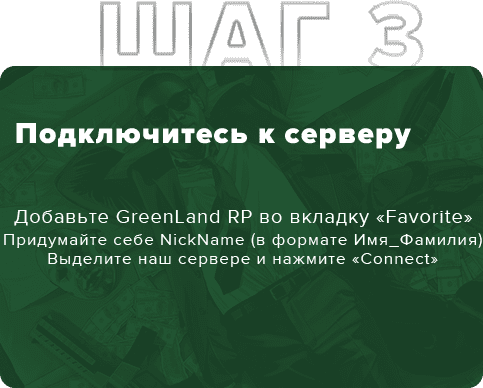 ШАГ 3
Подключитесь к серверу
Добавьте GreenLand RP во вкладку «Favorite»
Придумайте себе NickName (в формате Имя_Фамилия)
Выделите наш сервере и нажмите «Connect»